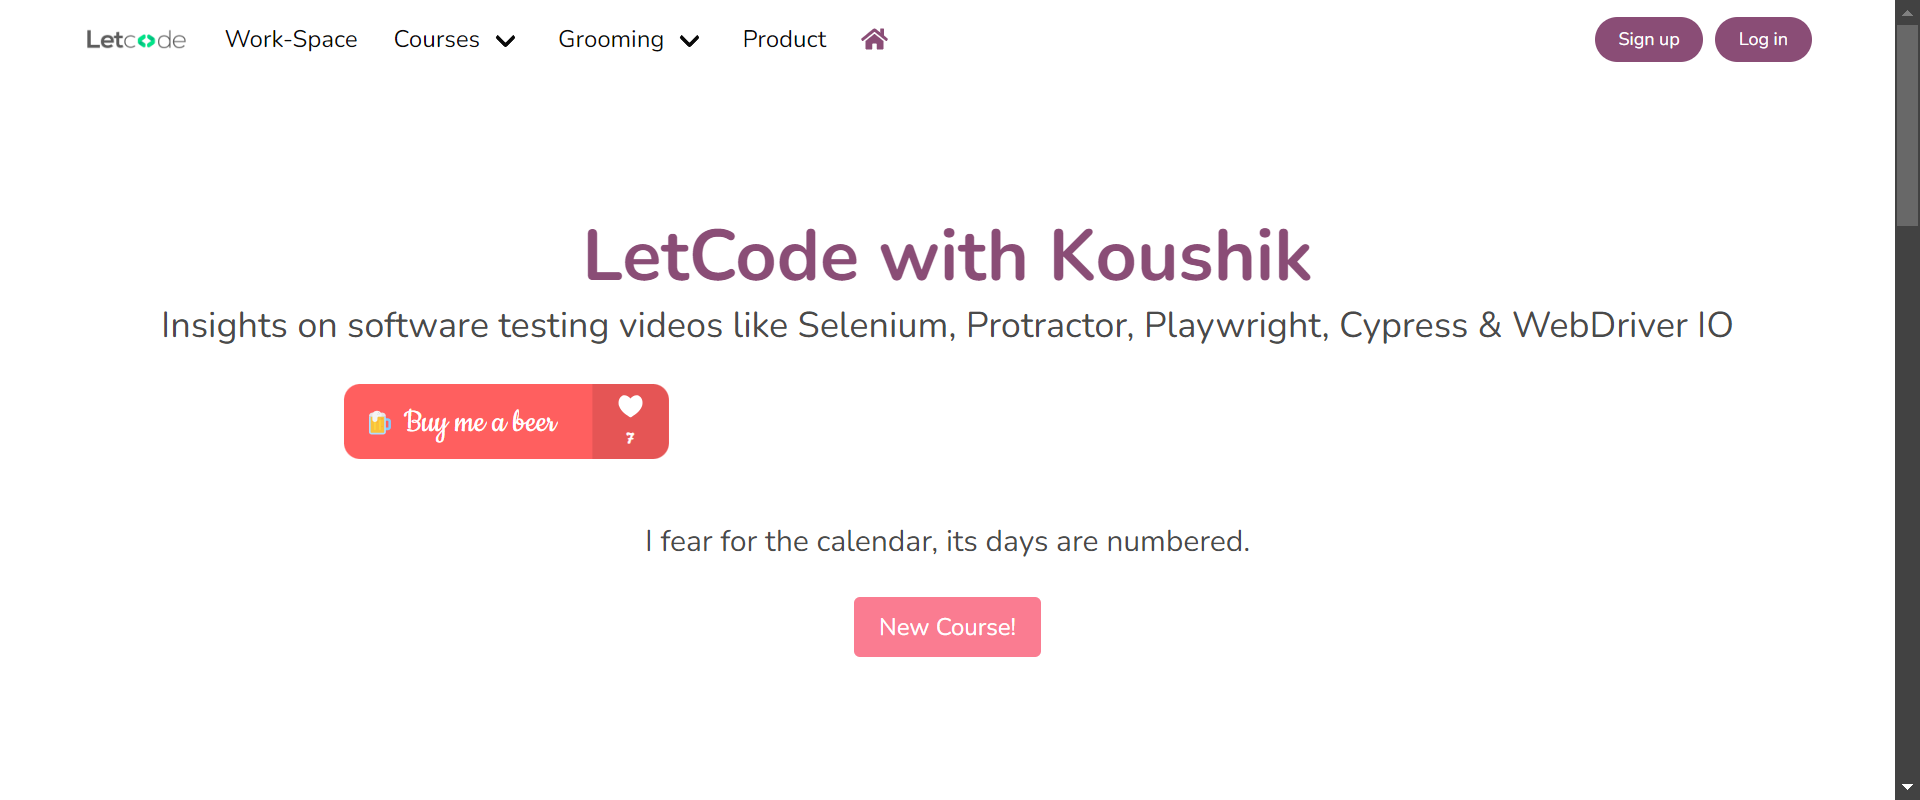 Letcode Work-Space Courses Grooming Product Sign up Log in
LetCode with Koushik
Insights on software testing videos like Selenium, Protractor, Playwright, Cypress & WebDriver IO
Buy me a beer 7
I fear for the calendar, its days are numbered.
New Course!